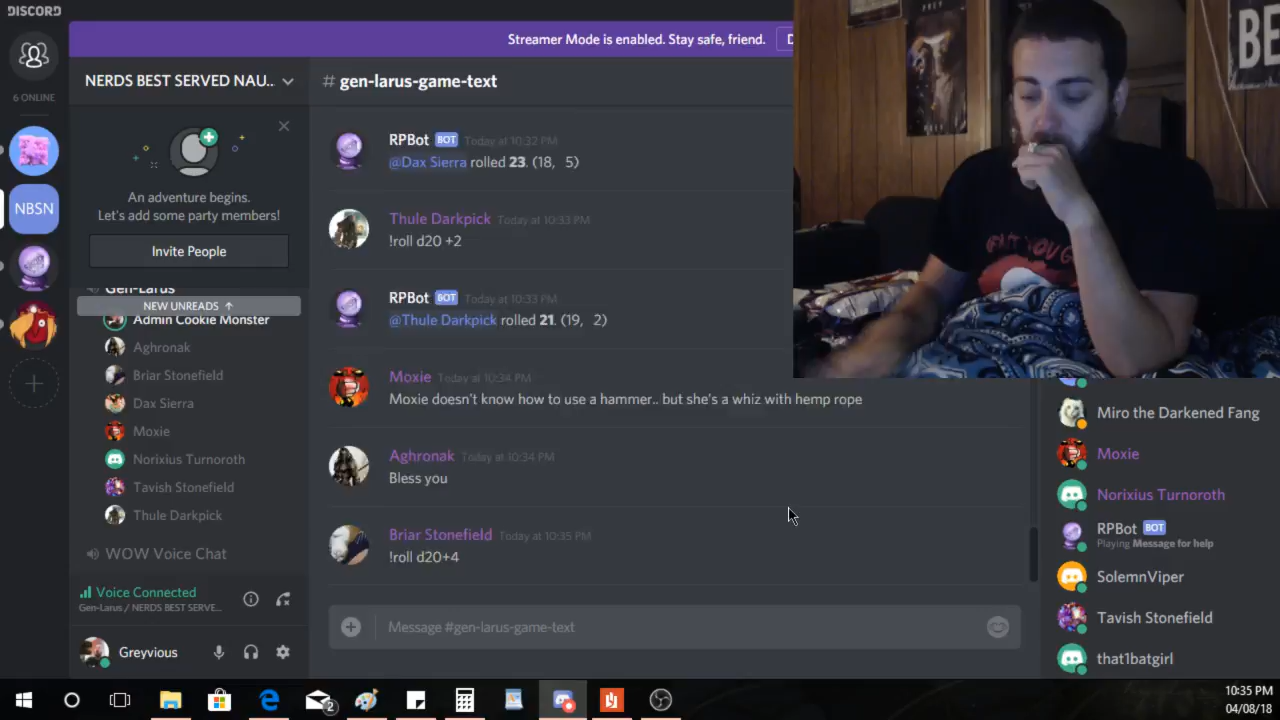 DISCORD
Streamer Mode is enabled. Stay safe, friend.
6 ONLINE
NERDS BEST SERVED NAU...
# gen-larus-game-text
An adventure begins.
Let's add some party members!
Invite People
NBSN
Gen-Larus
NEW UNREADS ↑
Admin Cookie Monster
Aghronak
Briar Stonefield
Dax Sierra
Moxie
Norixius Turnoroth
Tavish Stonefield
Thule Darkpick
WOW Voice Chat
Voice Connected
Gen-Larus / NERDS BEST SERVE...
Greyvious
RPBot BOT Today at 10:32 PM
@Dax Sierra rolled 23. (18, 5)
Thule Darkpick Today at 10:33 PM
!roll d20 +2
RPBot BOT Today at 10:33 PM
@Thule Darkpick rolled 21. (19, 2)
Moxie Today at 10:34 PM
Moxie doesn't know how to use a hammer.. but she's a whiz with hemp rope
Aghronak Today at 10:34 PM
Bless you
Briar Stonefield Today at 10:35 PM
!roll d20+4
Message #gen-larus-game-text
Miro the Darkened Fang
Moxie
Norixius Turnoroth
RPBot BOT
Playing Message for help
SolemnViper
Tavish Stonefield
that1batgirl
PREY
BE
2
10:35 PM
04/08/18